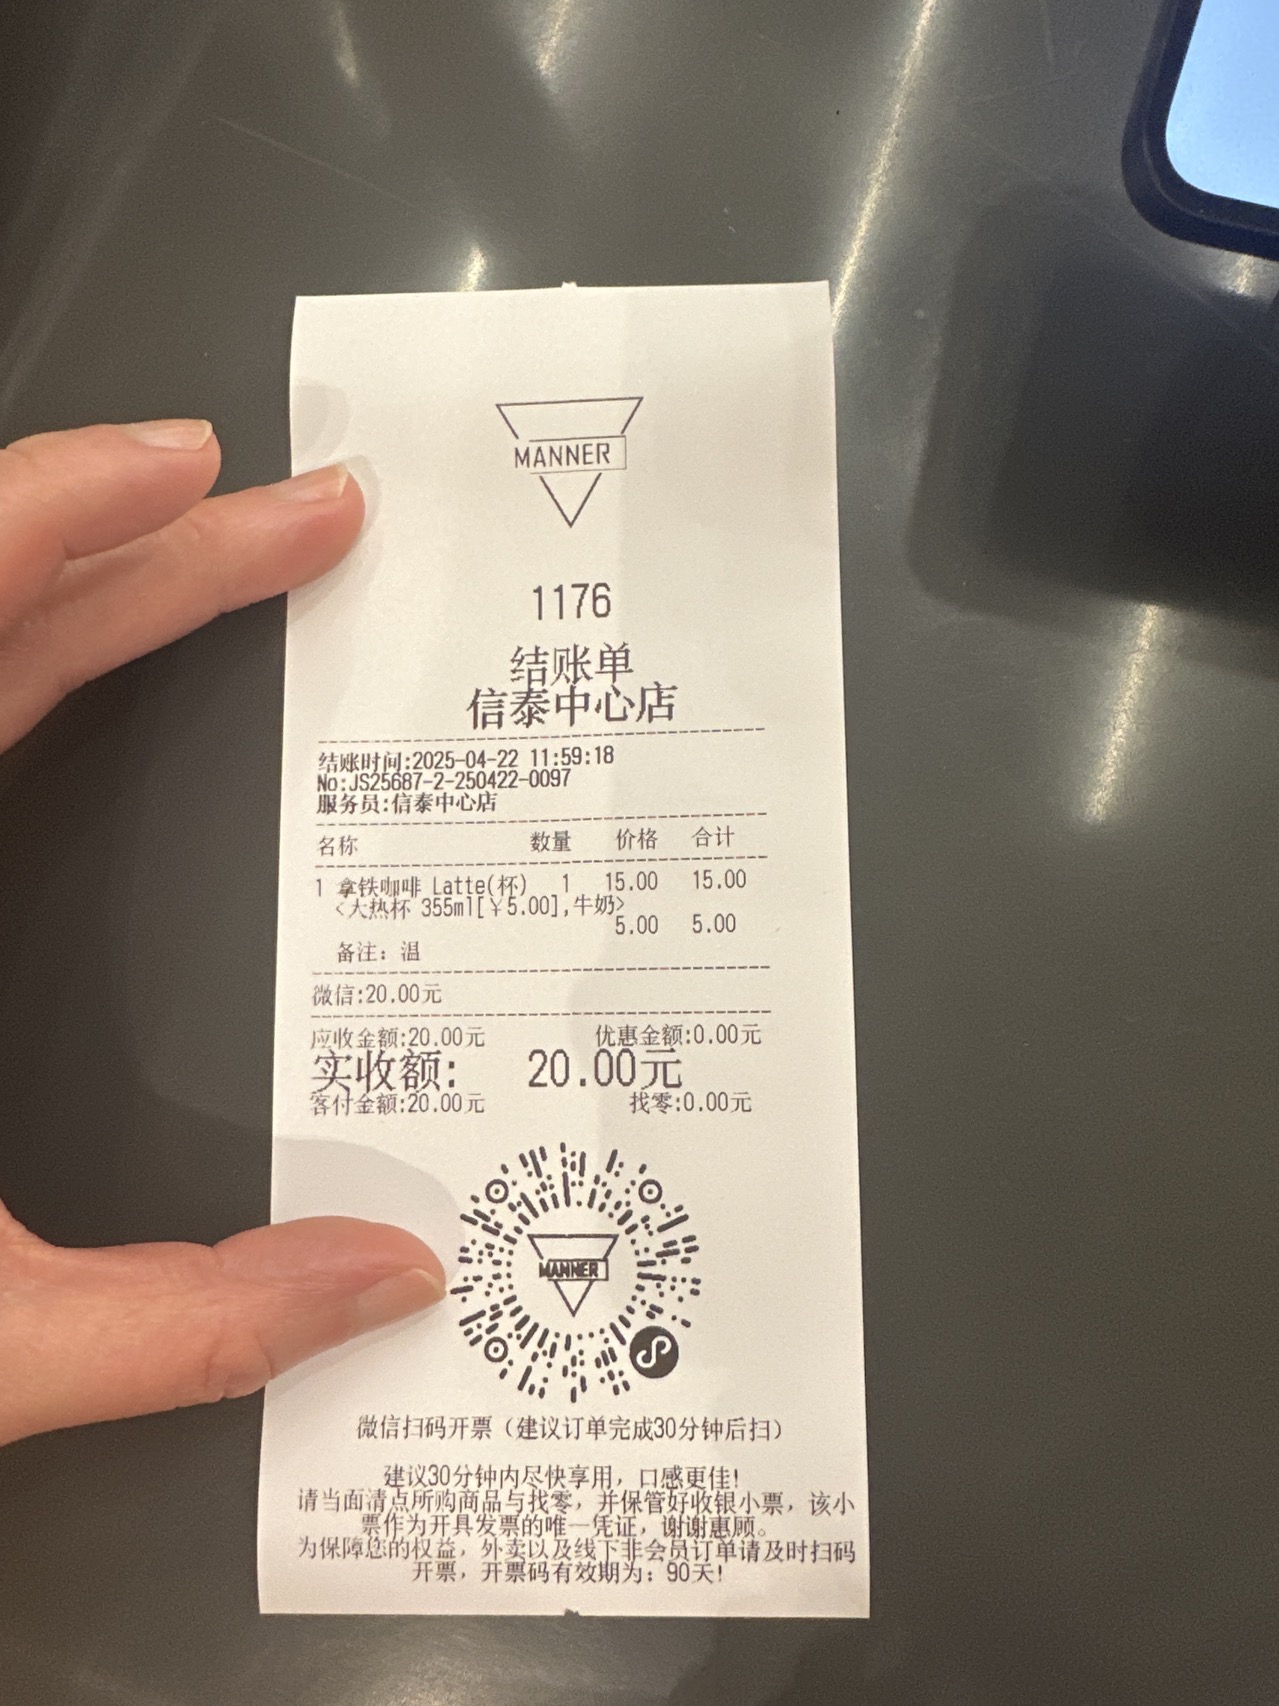 MANNER
1176
结账单
信泰中心店
结账时间:2025-04-22 11:59:18
No:JS25687-2-250422-0097
服务员:信泰中心店
名称 数量 价格 合计
1 拿铁咖啡 Latte(杯) 1 15.00 15.00
<大热杯 355ml[￥5.00],牛奶>
5.00 5.00
备注: 温
微信:20.00元
应收金额:20.00元 优惠金额:0.00元
实收额: 20.00元
客付金额:20.00元 找零:0.00元
MANNER
微信扫码开票（建议订单完成30分钟后扫）
建议30分钟内尽快享用，口感更佳!
请当面清点所购商品与找零，并保管好收银小票，该小
票作为开具发票的唯一凭证，谢谢惠顾。
为保障您的权益，外卖以及线下非会员订单请及时扫码
开票，开票码有效期为: 90天!